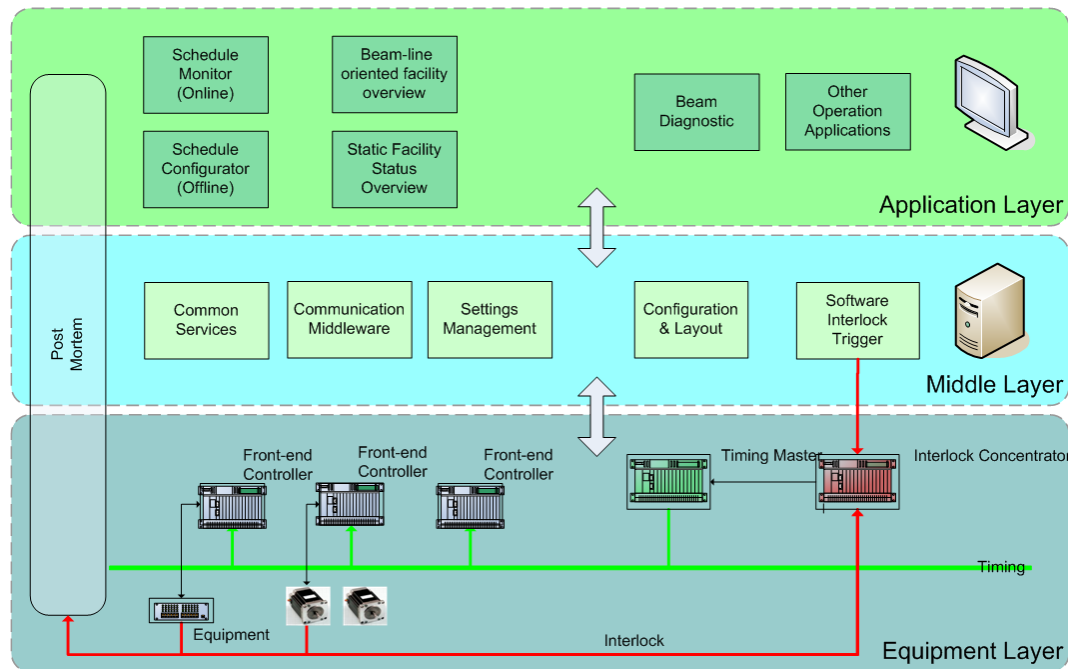 Schedule
Monitor
(Online)
Beam-line
oriented facility
overview
Beam
Diagnostic
Other
Operation
Applications
Schedule
Configurator
(Offline)
Static Facility
Status
Overview
Application Layer
Post
Mortem
Common
Services
Communication
Middleware
Settings
Management
Configuration
& Layout
Software
Interlock
Trigger
Middle Layer
Front-end
Controller
Front-end
Controller
Front-end
Controller
Timing Master
Interlock Concentrator
Timing
Equipment
Interlock
Equipment Layer